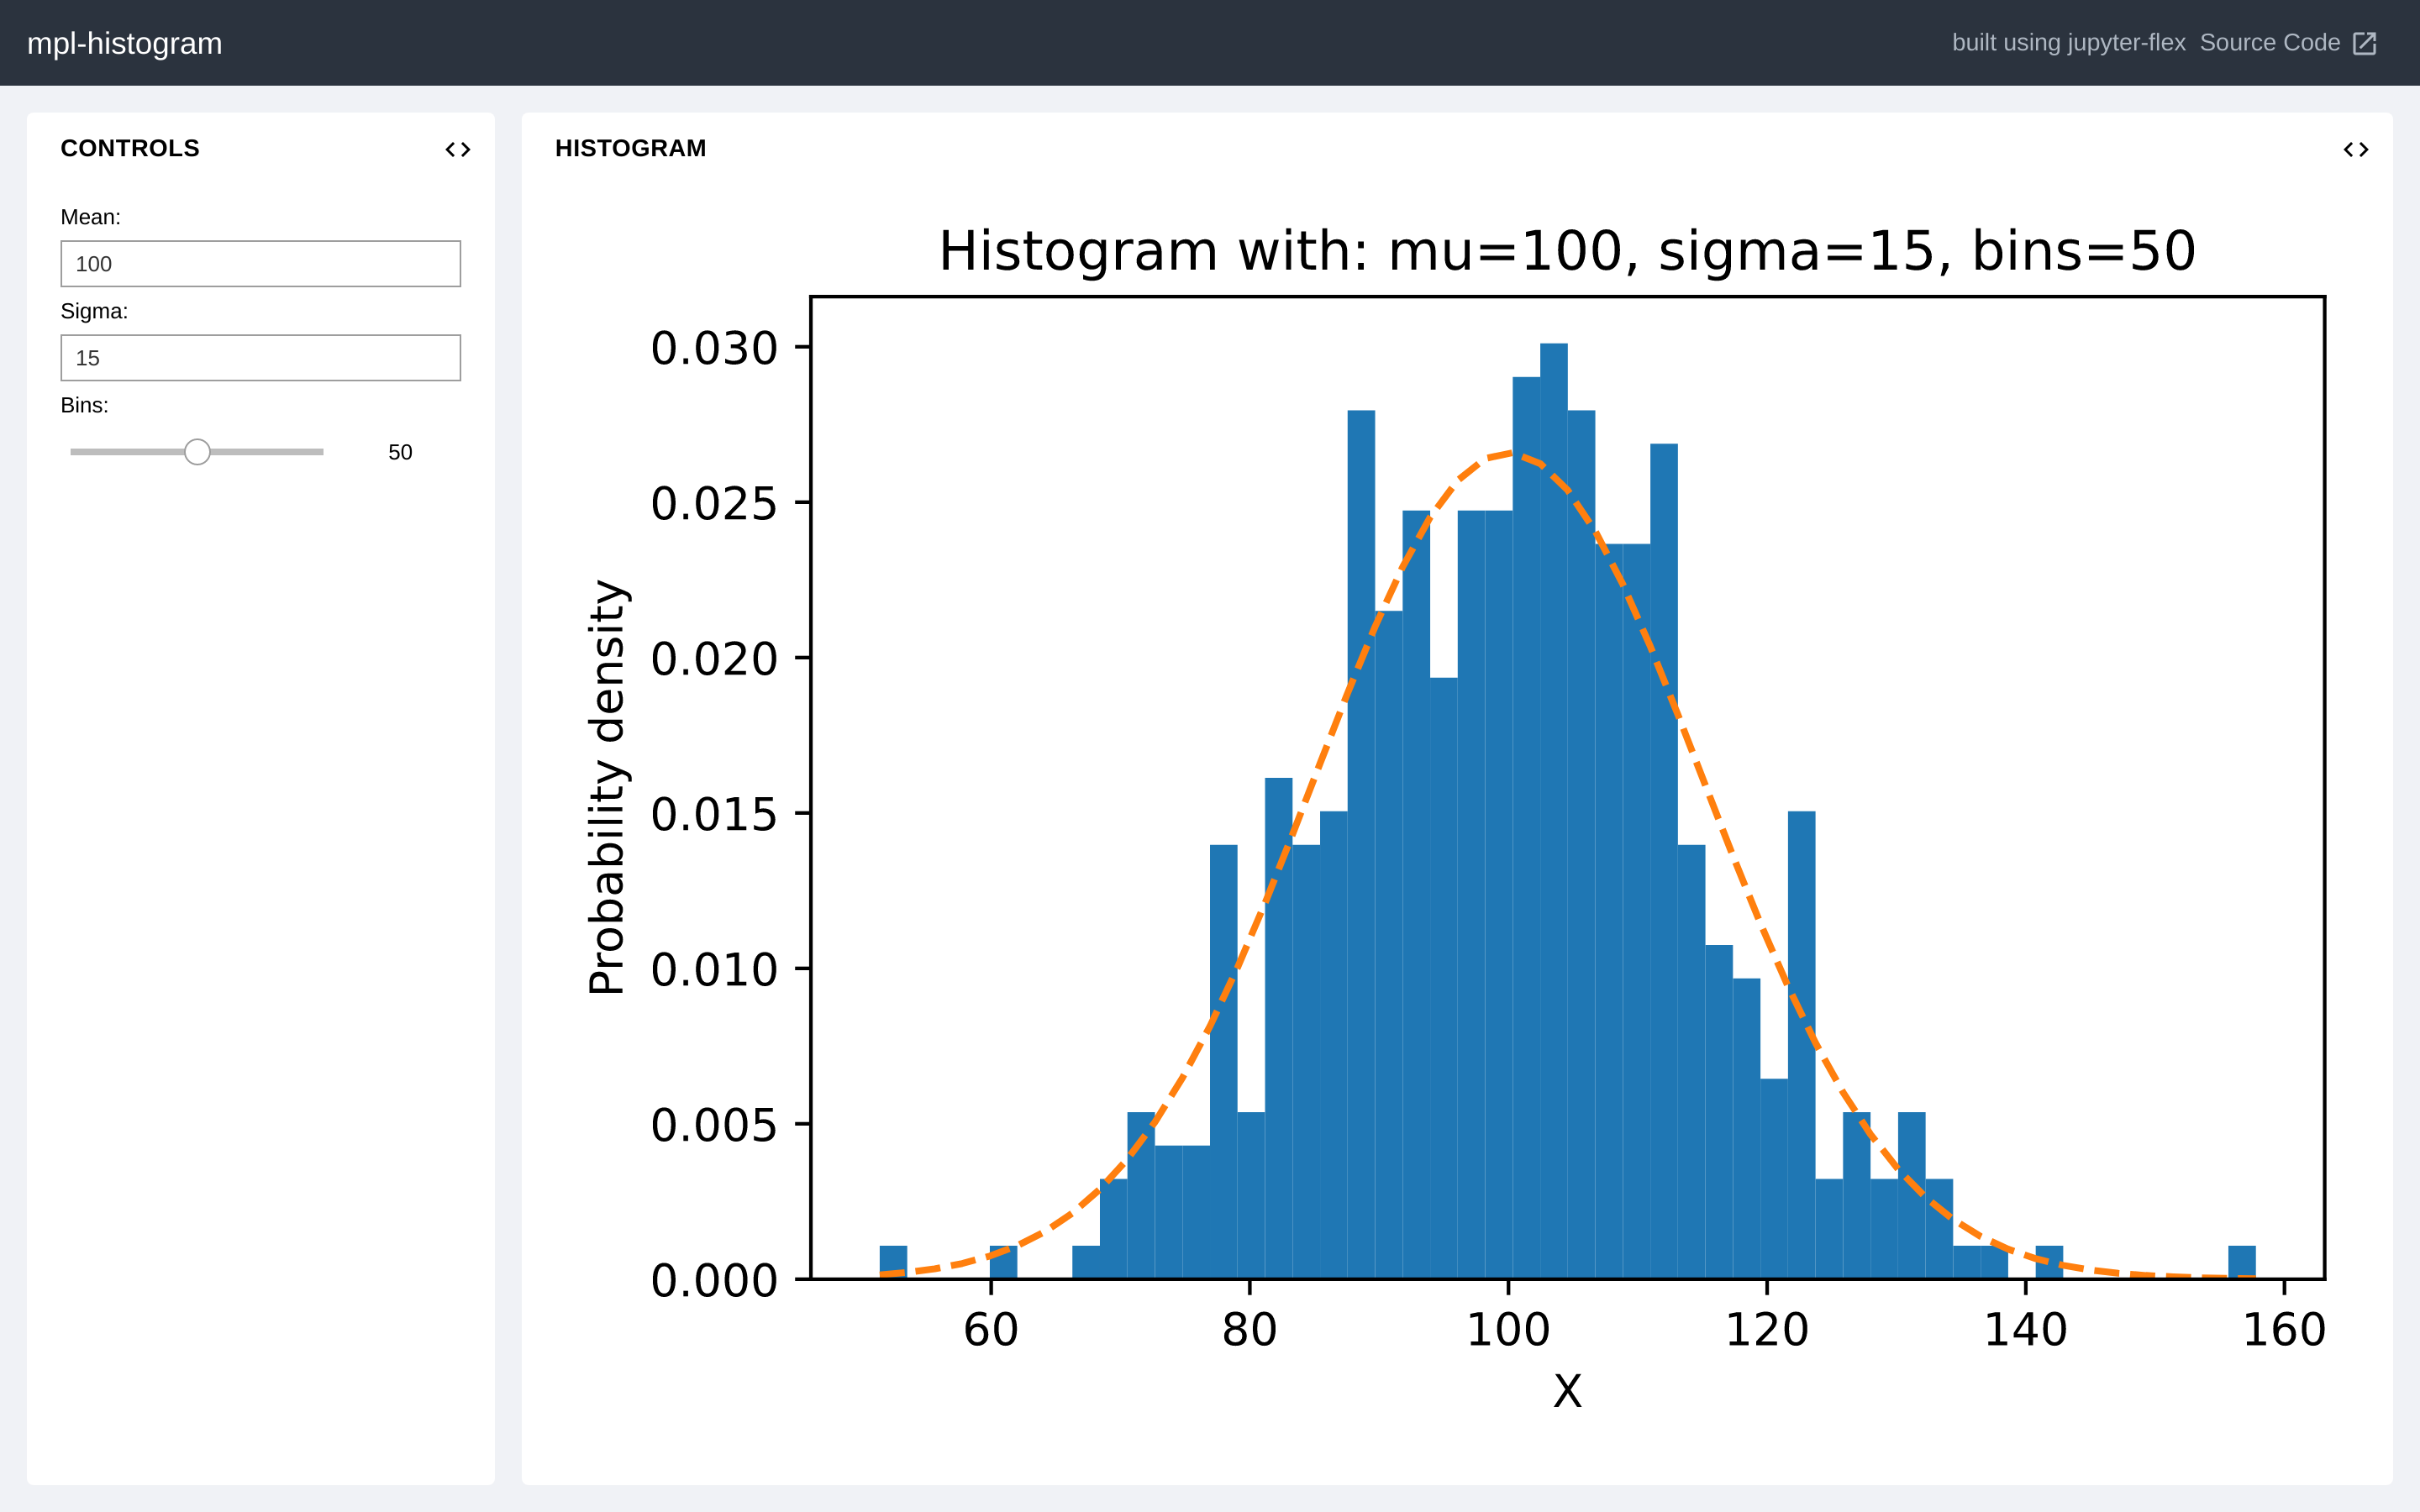 mpl-histogram
built using jupyter-flex Source Code
CONTROLS
Mean:
100
Sigma:
15
Bins:
50
HISTOGRAM
Histogram with: mu=100, sigma=15, bins=50
Probability density
0.030
0.025
0.020
0.015
0.010
0.005
0.000
60 80 100 120 140 160
X